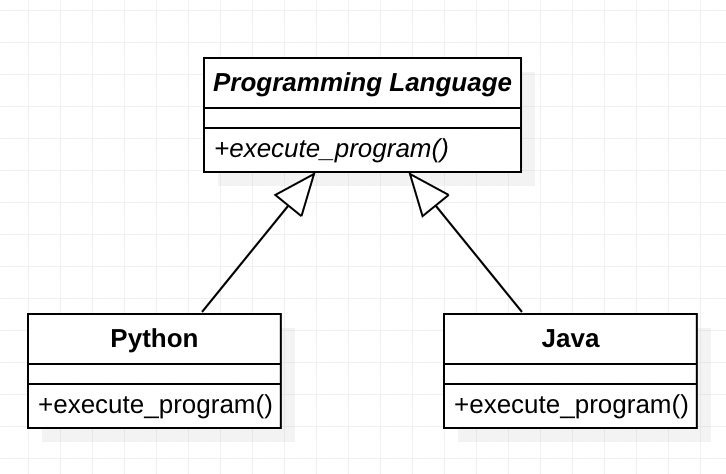 Programming Language
+execute_program()
Python
+execute_program()
Java
+execute_program()